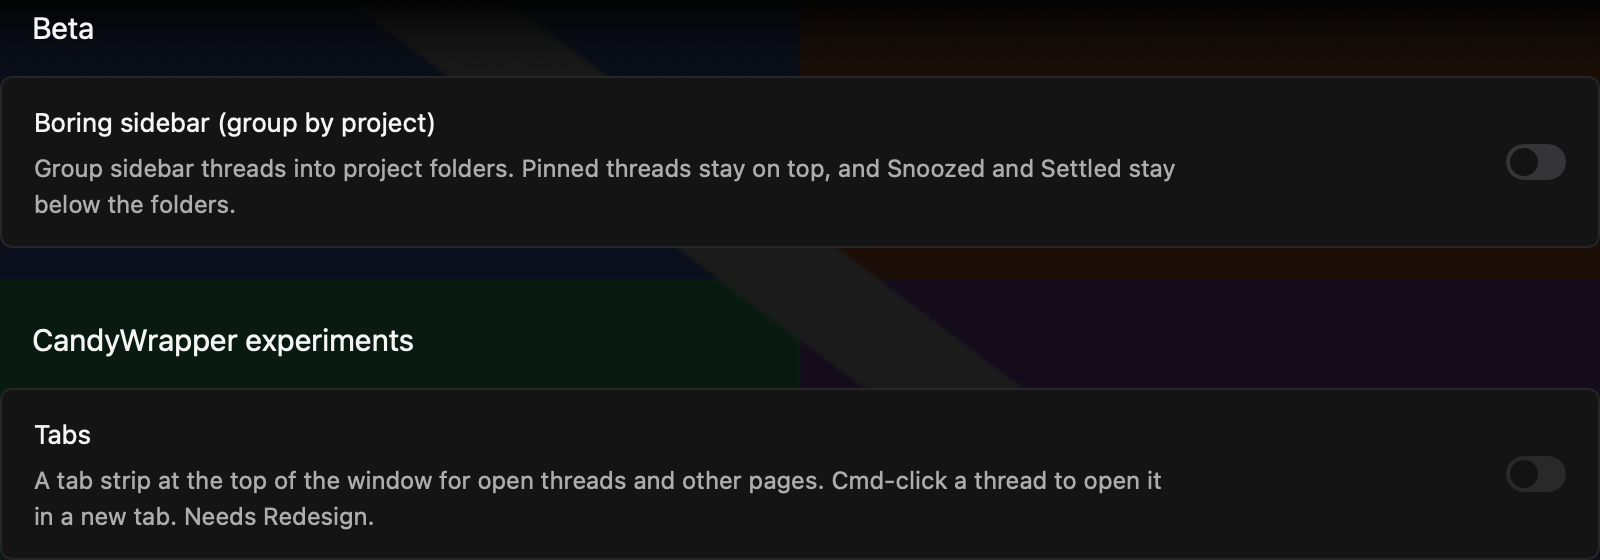 Beta
Boring sidebar (group by project)
Group sidebar threads into project folders. Pinned threads stay on top, and Snoozed and Settled stay
below the folders.
CandyWrapper experiments
Tabs
A tab strip at the top of the window for open threads and other pages. Cmd-click a thread to open it
in a new tab. Needs Redesign.